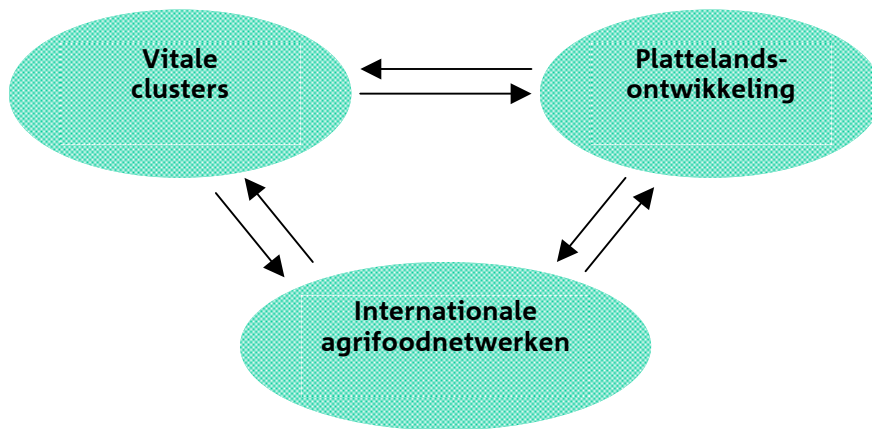 Vitale
clusters
Plattelands-
ontwikkeling
Internationale
agrifoodnetwerken